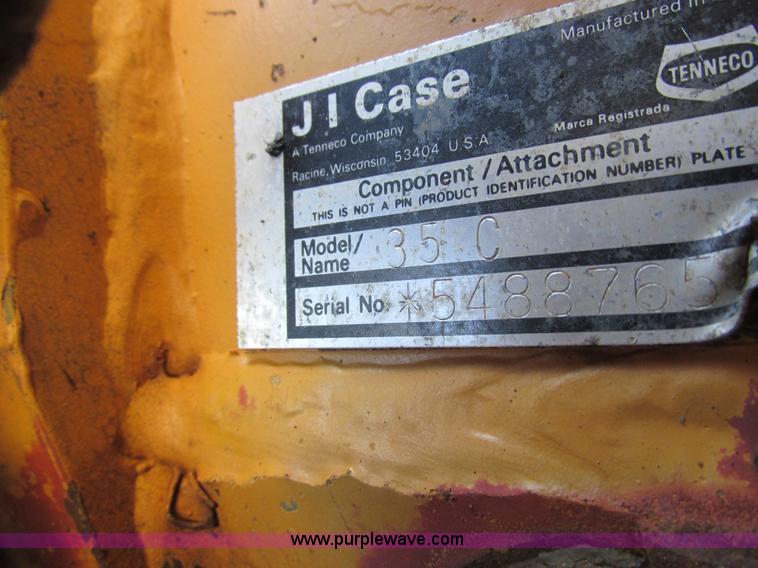 Manufactured In
J I Case
TENNECO
A Tenneco Company
Marca Registrada
Racine, Wisconsin 53404 U.S.A.
Component/Attachment
THIS IS NOT A PIN (PRODUCT IDENTIFICATION NUMBER) PLATE
Model/
Name 35 C
Serial No. *5488765
www.purplewave.com